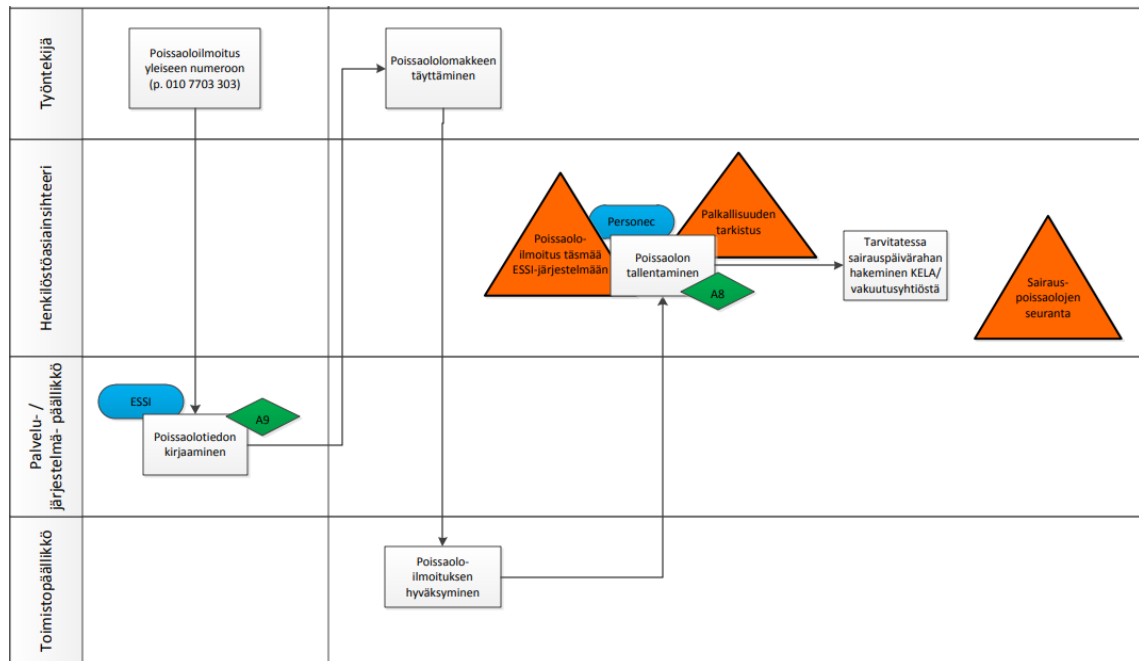 Työntekijä
Poissaoloilmoitus
yleiseen numeroon
(p. 010 7703 303)
Poissaololomakkeen
täyttäminen
Henkilöstöasiainsihteeri
Poissaolo-
ilmoitus täsmää
ESSI-järjestelmään
Personec
Poissaolon
tallentaminen
A8
Palkallisuuden
tarkistus
Tarvitatessa
sairauspäivärahan
hakeminen KELA/
vakuutusyhtiöstä
Sairaus-
poissaolojen
seuranta
Palvelu- /
järjestelmä- päällikkö
ESSI
A9
Poissaolotiedon
kirjaaminen
Toimistopäällikkö
Poissaolo-
ilmoituksen
hyväksyminen